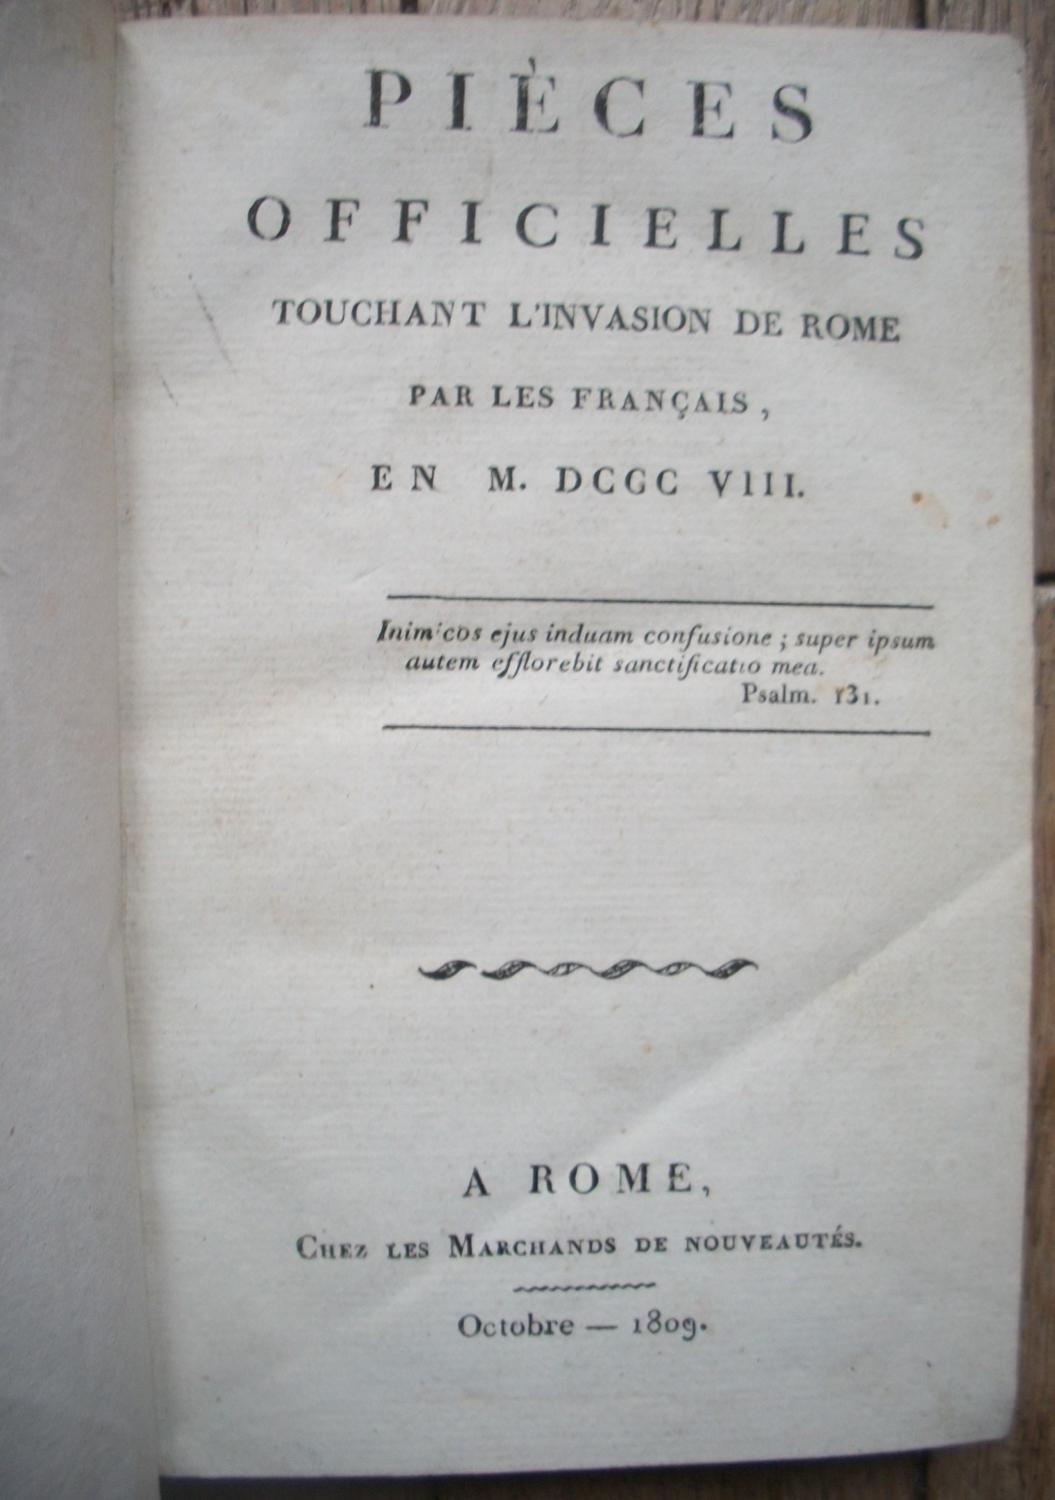 PIÈCES
OFFICIELLES
TOUCHANT L'INVASION DE ROME
PAR LES FRANÇAIS,
EN M. DCCC VIII.
Inimicos ejus induam confusione; super ipsum
autem efflorebit sanctificatio mea.
Psalm. 131.
A ROME,
CHEZ LES MARCHANDS DE NOUVEAUTÉS.
Octobre — 1809.